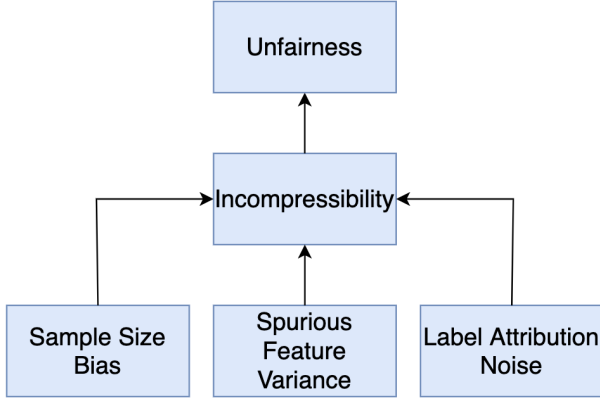 Unfairness
Incompressibility
Sample Size
Bias
Spurious
Feature
Variance
Label Attribution
Noise